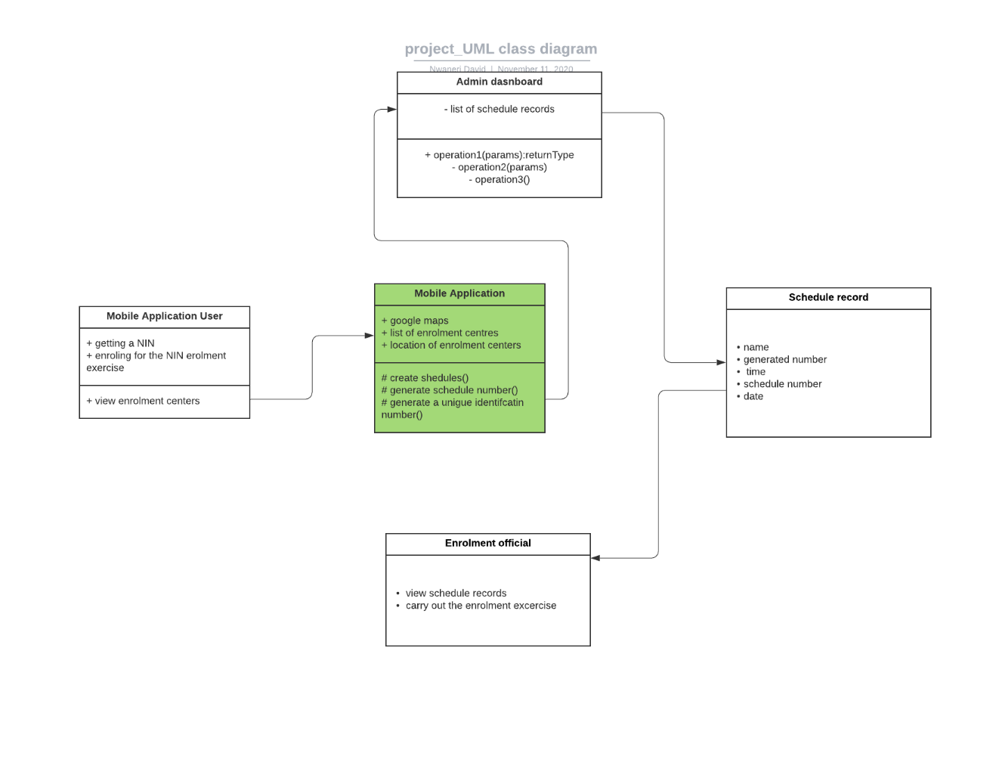 project_UML class diagram
Nwaneri David | November 11, 2020
Admin dasnboard
- list of schedule records
+ operation1(params):returnType
- operation2(params)
- operation3()
Mobile Application User
+ getting a NIN
+ enroling for the NIN erolment
exercise
+ view enrolment centers
Mobile Application
+ google maps
+ list of enrolment centres
+ location of enrolment centers
# create shedules()
# generate schedule number()
# generate a unique identifcatin
number()
Schedule record
• name
• generated number
• time
• schedule number
• date
Enrolment official
• view schedule records
• carry out the enrolment excercise